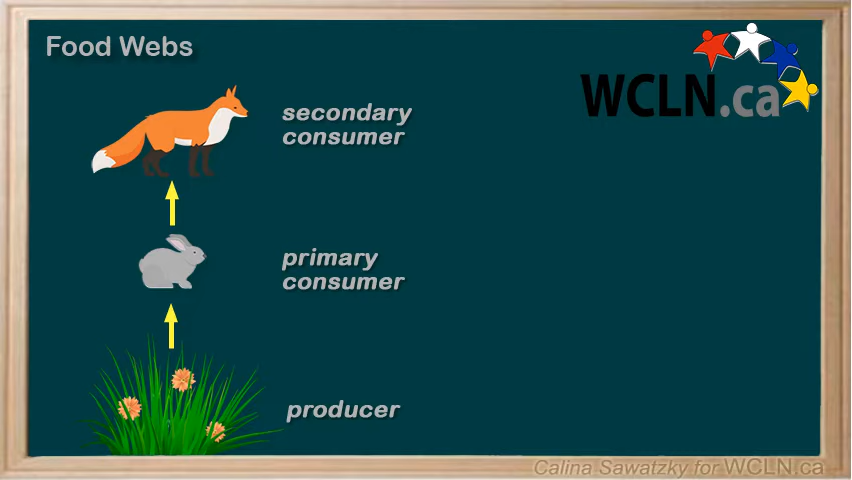 Food Webs
WCLN.ca
secondary
consumer
primary
consumer
producer
Calina Sawatzky for WCLN.ca